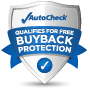 AutoCheck
QUALIFIES FOR FREE
BUYBACK
PROTECTION